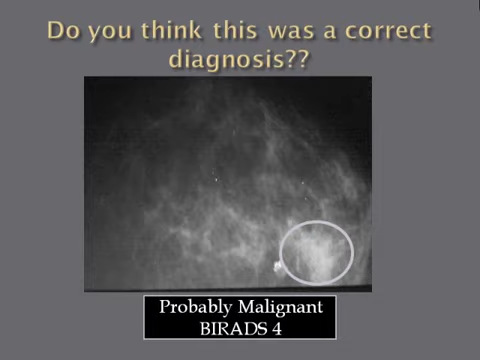 Do you think this was a correct
diagnosis??
Probably Malignant
BIRADS 4